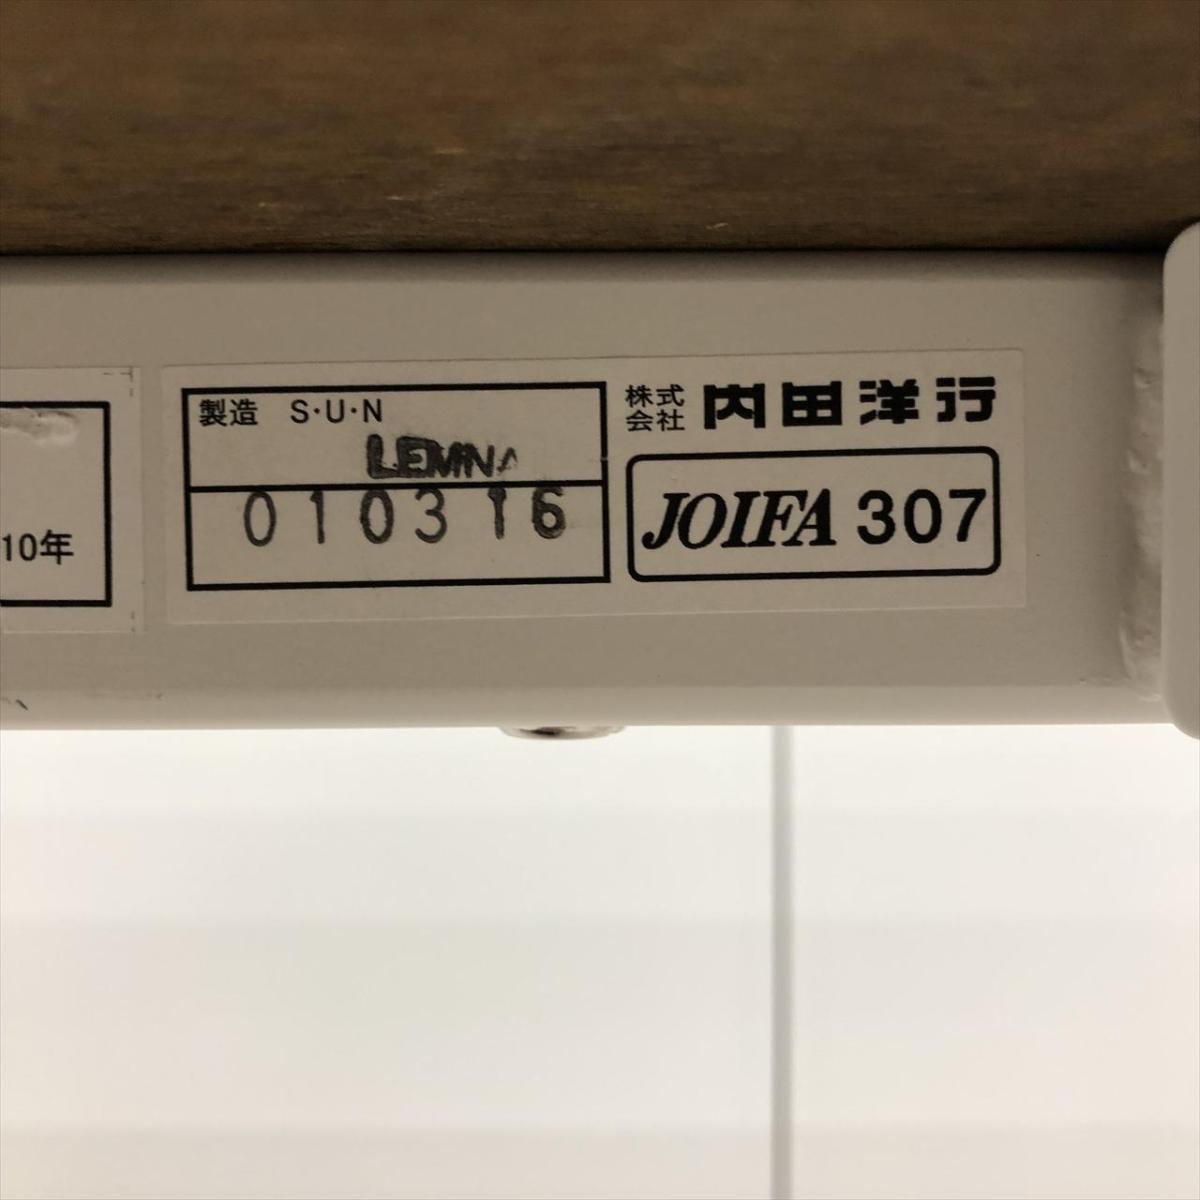 10年
製造 S·U·N
LEMNA
010316
株式会社 内田洋行
JOIFA 307